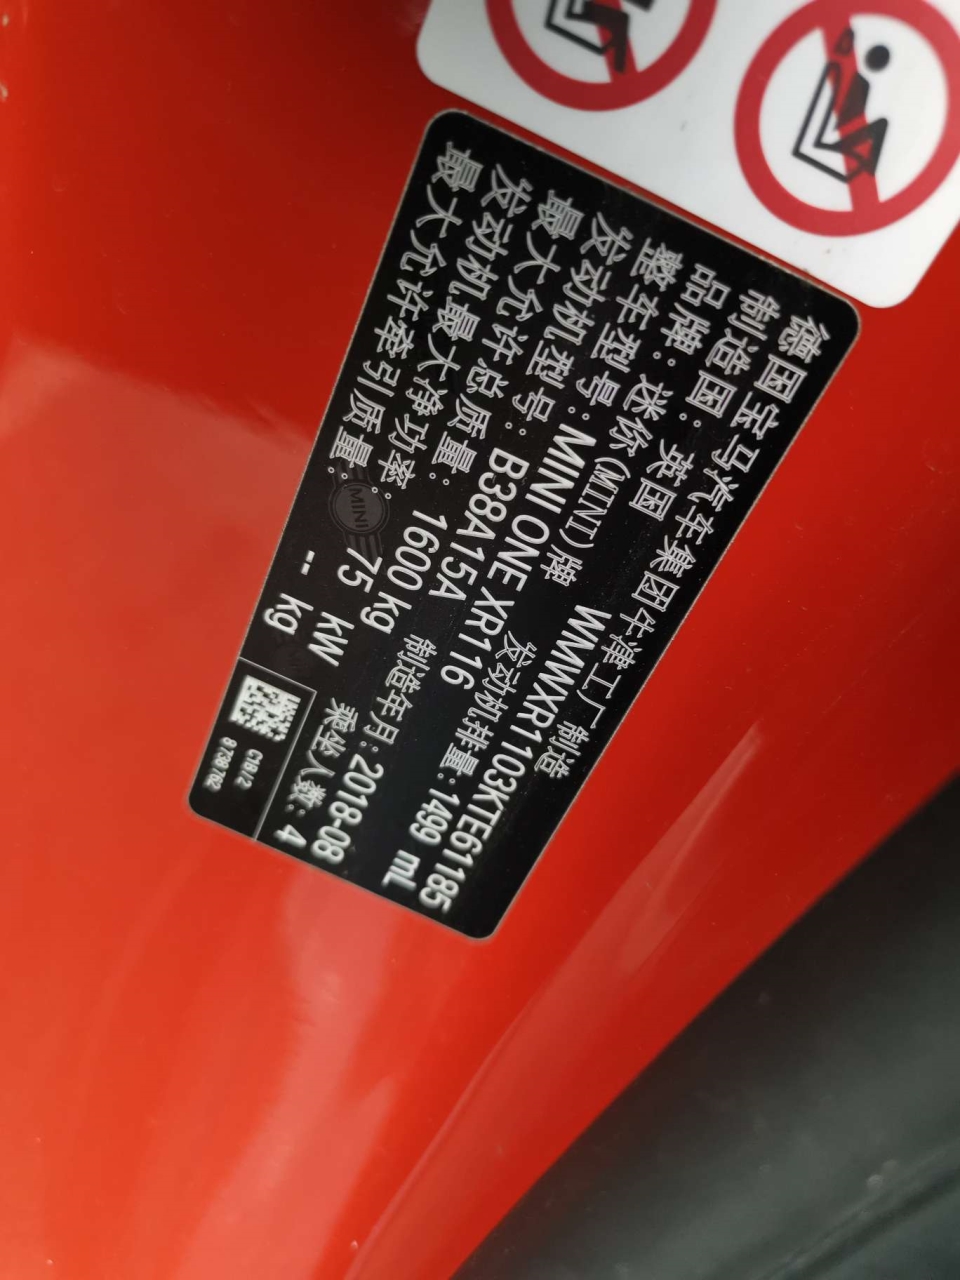 德国宝马汽车集团牛津工厂 制造
制造国: 英国 WMWXR1103KTE61185
品牌: 迷你(MINI)牌
整车型号: MINI ONE XR116 发动机排量: 1499 mL
发动机型号: B38A15A
最大允许总质量: 1600 kg 制造年月: 2018-08
发动机最大净功率: 75 kW 乘坐人数: 4
最大允许牵引质量: -- kg
MINI
C1B/2
9738762